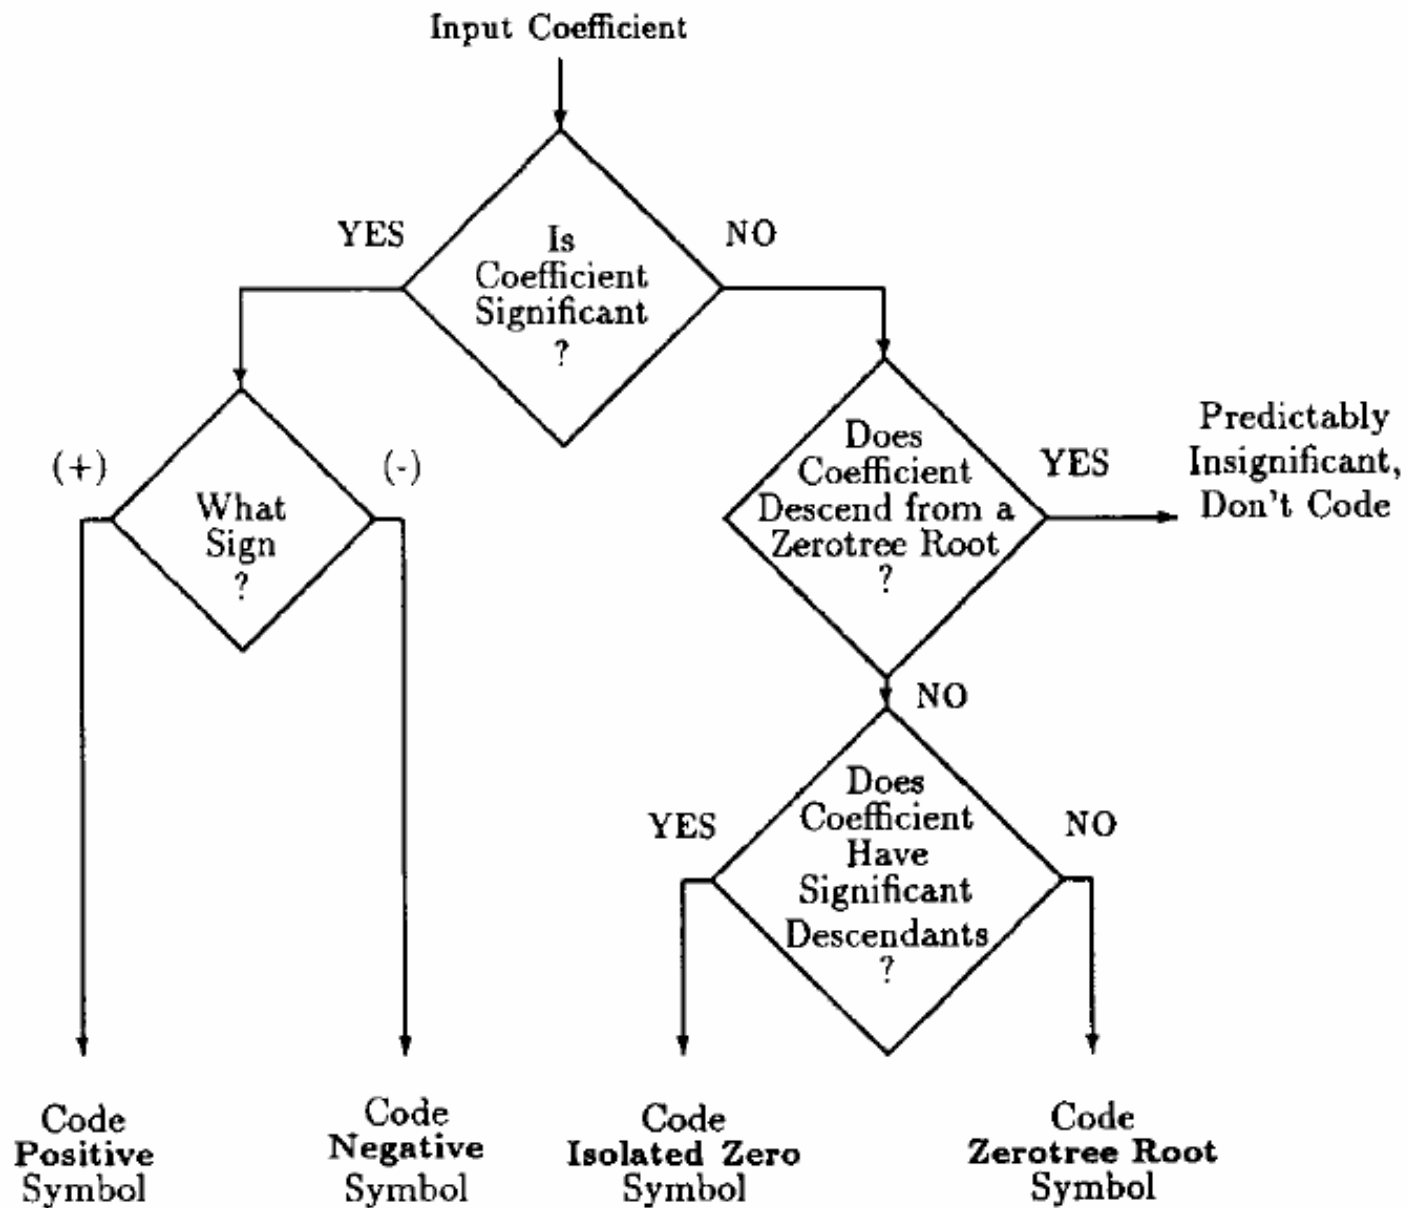 Input Coefficient
YES
NO
Is
Coefficient
Significant
?
(+)
(-)
What
Sign
?
Does
Coefficient
Descend from a
Zerotree Root
?
YES
Predictably
Insignificant,
Don't Code
NO
YES
NO
Does
Coefficient
Have
Significant
Descendants
?
Code
Positive
Symbol
Code
Negative
Symbol
Code
Isolated Zero
Symbol
Code
Zerotree Root
Symbol